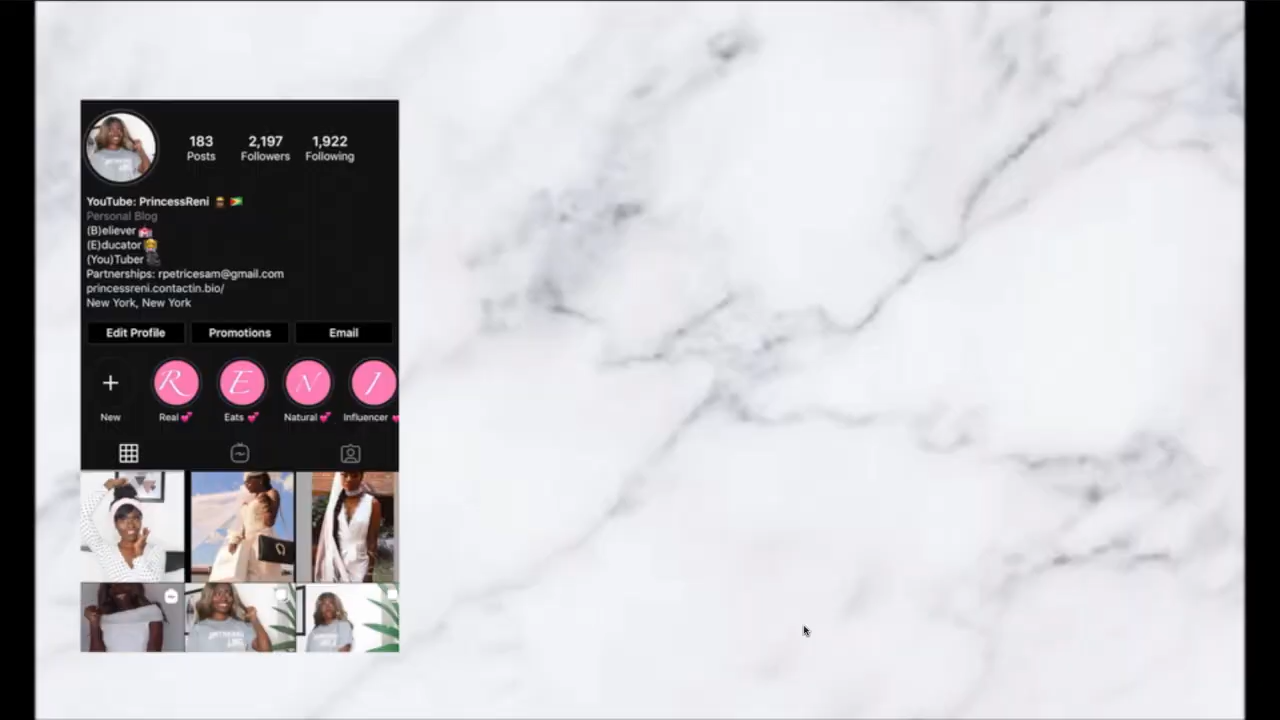 183 2,197 1,922
Posts Followers Following
YouTube: PrincessReni
Personal Blog
(B)eliever
(E)ducator
(You)Tuber
Partnerships: rpetricesam@gmail.com
princessreni.contactin.bio/
New York, New York
Edit Profile Promotions Email
R E N I
New Real Eats Natural Influencer